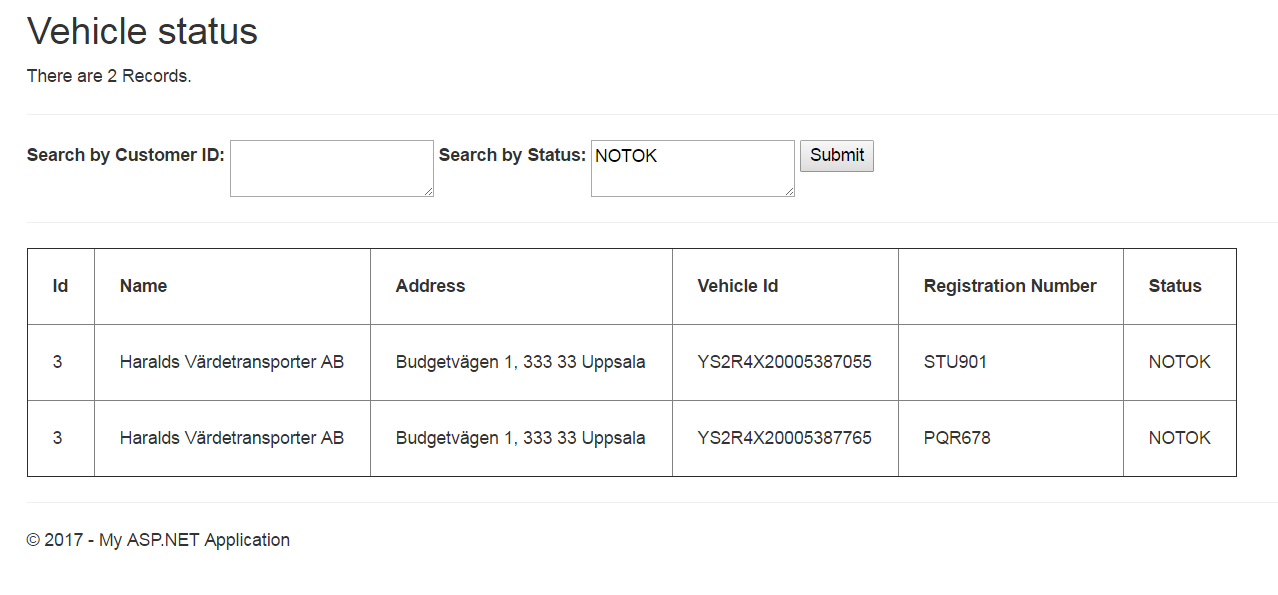 Vehicle status
There are 2 Records.
Search by Customer ID: Search by Status: NOTOK Submit
Id Name Address Vehicle Id Registration Number Status
3 Haralds Värdetransporter AB Budgetvägen 1, 333 33 Uppsala YS2R4X20005387055 STU901 NOTOK
3 Haralds Värdetransporter AB Budgetvägen 1, 333 33 Uppsala YS2R4X20005387765 PQR678 NOTOK
© 2017 - My ASP.NET Application